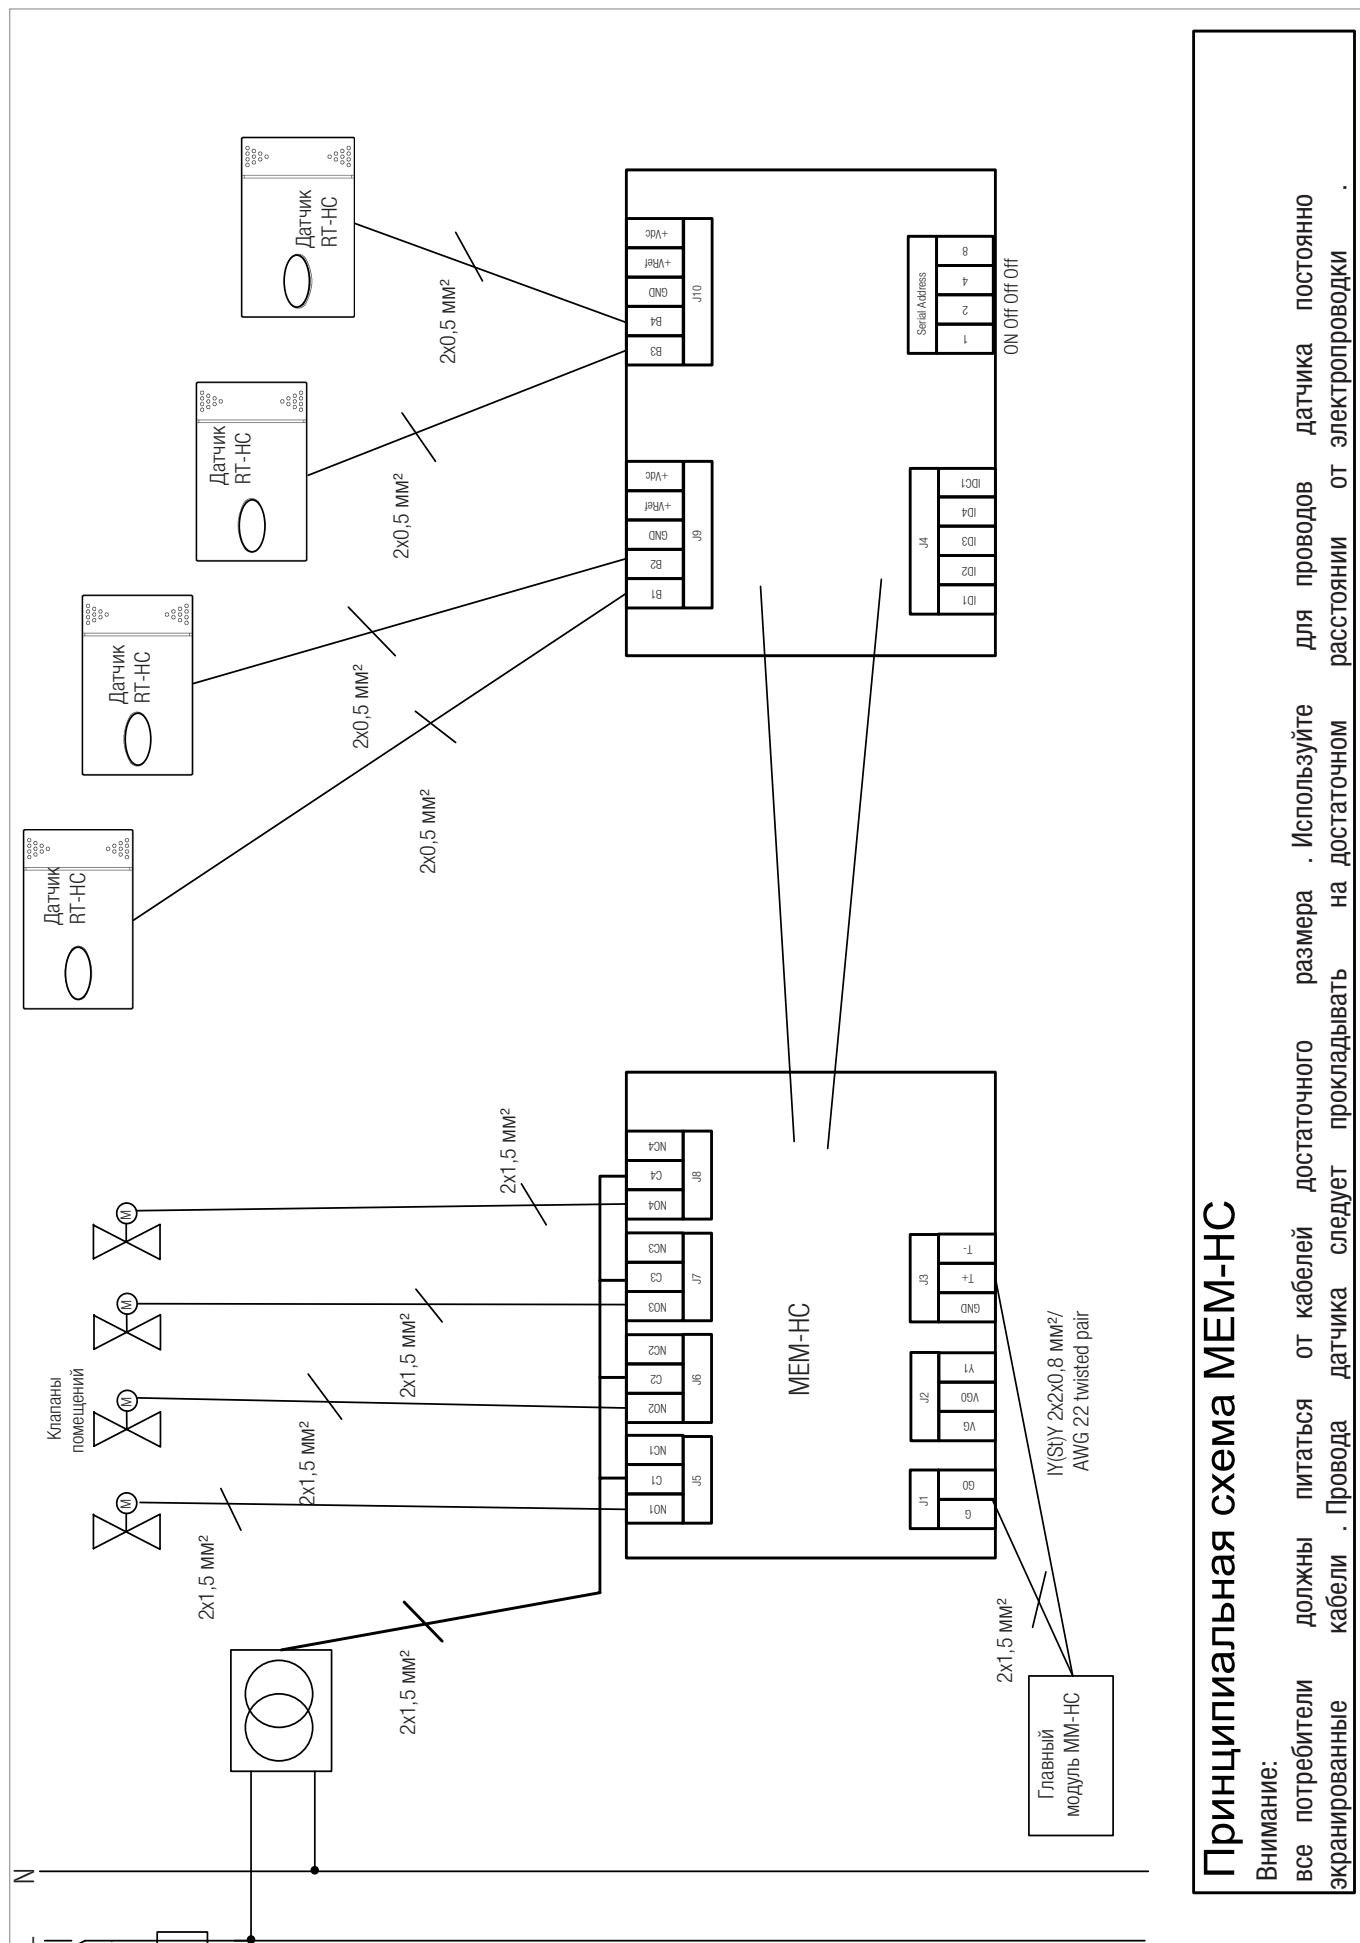 N
Клапаны
помещений
M
M
M
M
Датчик
RT-HC
Датчик
RT-HC
Датчик
RT-HC
Датчик
RT-HC
2x1,5 мм²
2x1,5 мм²
2x1,5 мм²
2x1,5 мм²
2x1,5 мм²
2x0,5 мм²
2x0,5 мм²
2x0,5 мм²
2x0,5 мм²
NO1 C1 NC1
J5
NO2 C2 NC2
J6
NO3 C3 NC3
J7
NO4 C4 NC4
J8
B1 B2 GND +VRef +Vdc
J9
B3 B4 GND +VRef +Vdc
J10
MEM-HC
J1
G G0
J2
VG VG0 Y1
J3
GND T+ T-
J4
ID1 ID2 ID3 ID4 IDC1
Serial Address
1 2 4 8
ON Off Off Off
2x1,5 мм²
IY(St)Y 2x2x0,8 мм²/
AWG 22 twisted pair
Главный
модуль MM-HC
Принципиальная схема MEM-HC
Внимание:
все потребители должны питаться от кабелей достаточного размера . Используйте для проводов датчика постоянно
экранированные кабели . Провода датчика следует прокладывать на достаточном расстоянии от электропроводки .